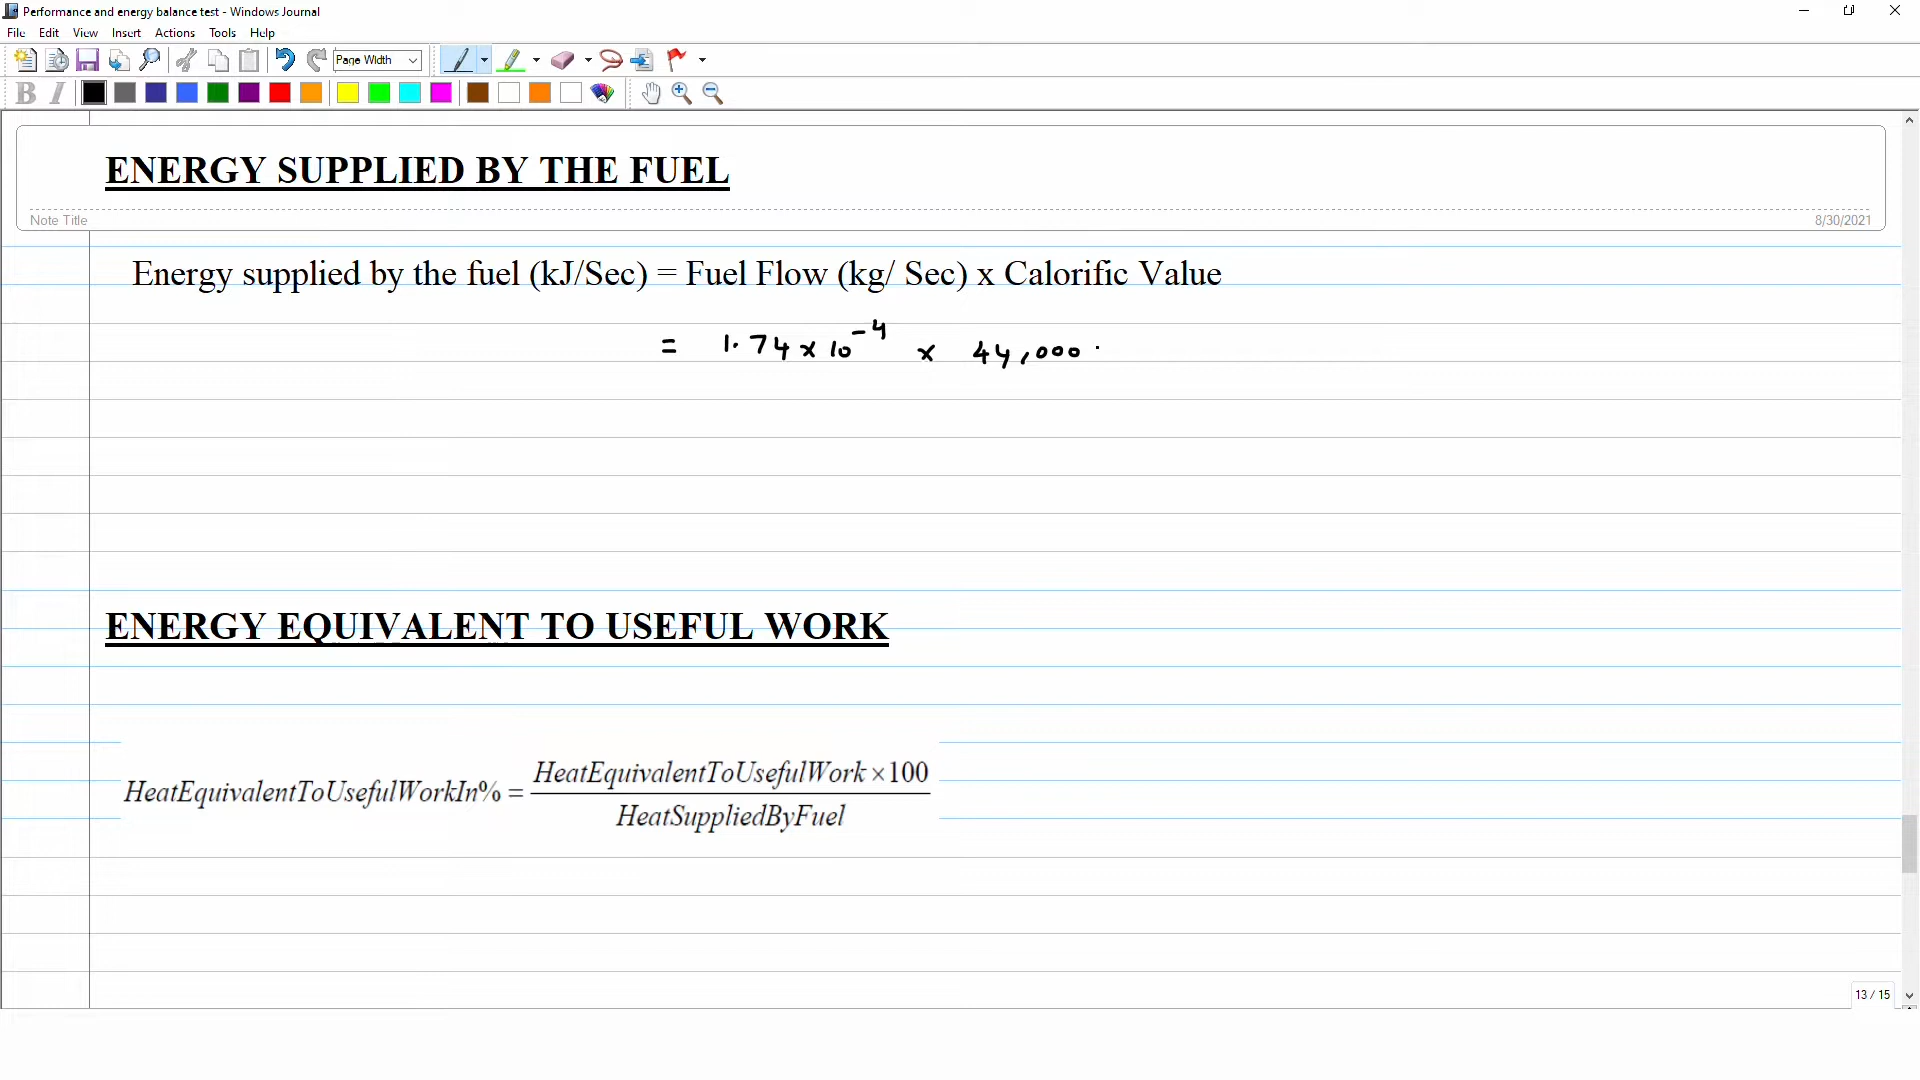 Performance and energy balance test - Windows Journal
File Edit View Insert Actions Tools Help
Page Width
B I
ENERGY SUPPLIED BY THE FUEL
Note Title 8/30/2021
Energy supplied by the fuel (kJ/Sec) = Fuel Flow (kg/ Sec) x Calorific Value
= 1.74 x 10⁻⁴ x 44,000 .
ENERGY EQUIVALENT TO USEFUL WORK
HeatEquivalentToUsefulWork ×100
HeatEquivalentToUsefulWorkIn% =
HeatSuppliedByFuel
13 / 15